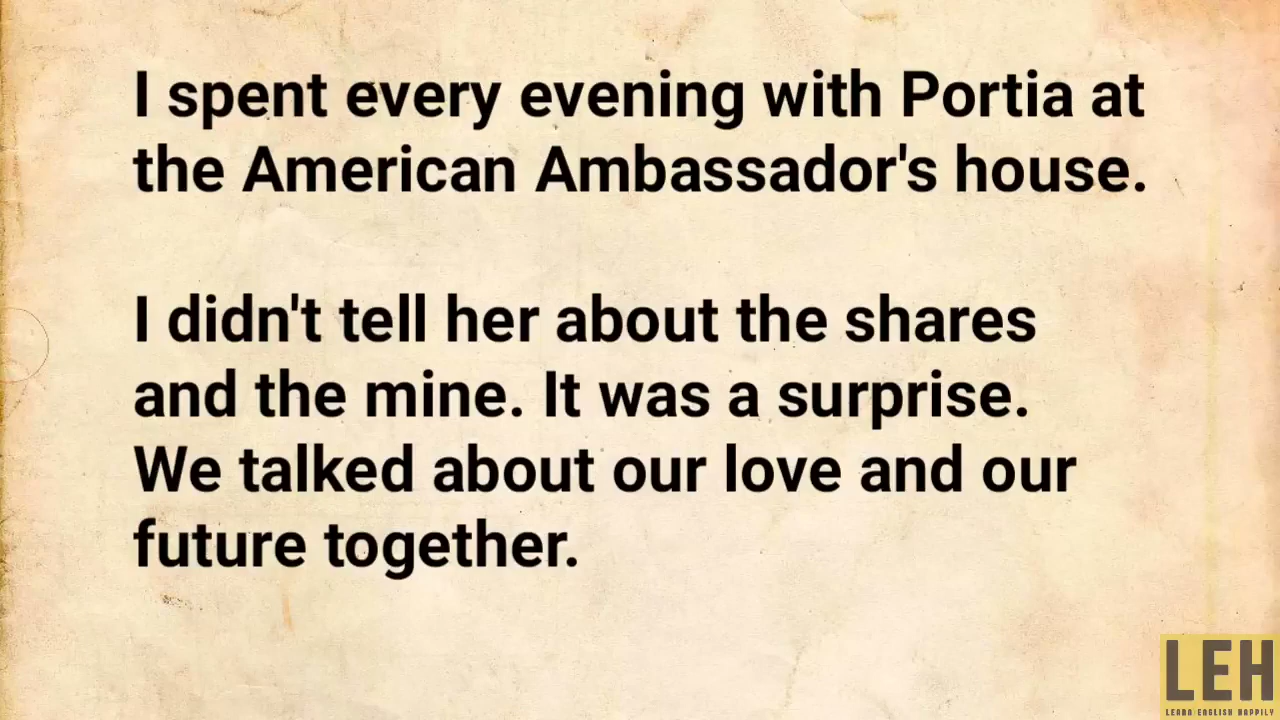 I spent every evening with Portia at
the American Ambassador's house.
I didn't tell her about the shares
and the mine. It was a surprise.
We talked about our love and our
future together.
LEH
LEARN ENGLISH HAPPILY